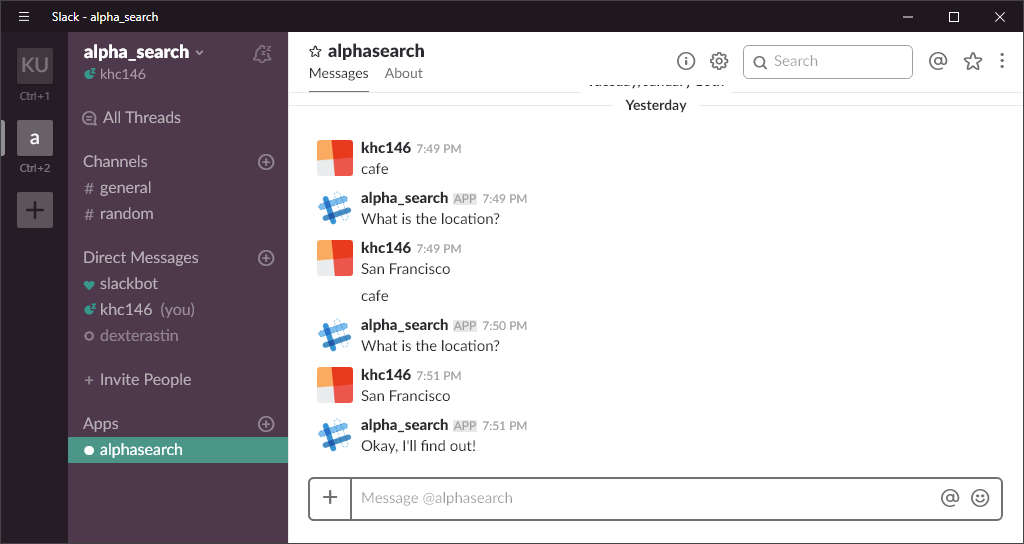 Slack - alpha_search
KU
Ctrl+1
a
Ctrl+2
alpha_search
khc146
All Threads
Channels
# general
# random
Direct Messages
slackbot
khc146 (you)
dexterastin
+ Invite People
Apps
alphasearch
alphasearch
Messages About
Search
Yesterday
khc146 7:49 PM
cafe
alpha_search APP 7:49 PM
What is the location?
khc146 7:49 PM
San Francisco
cafe
alpha_search APP 7:50 PM
What is the location?
khc146 7:51 PM
San Francisco
alpha_search APP 7:51 PM
Okay, I'll find out!
Message @alphasearch